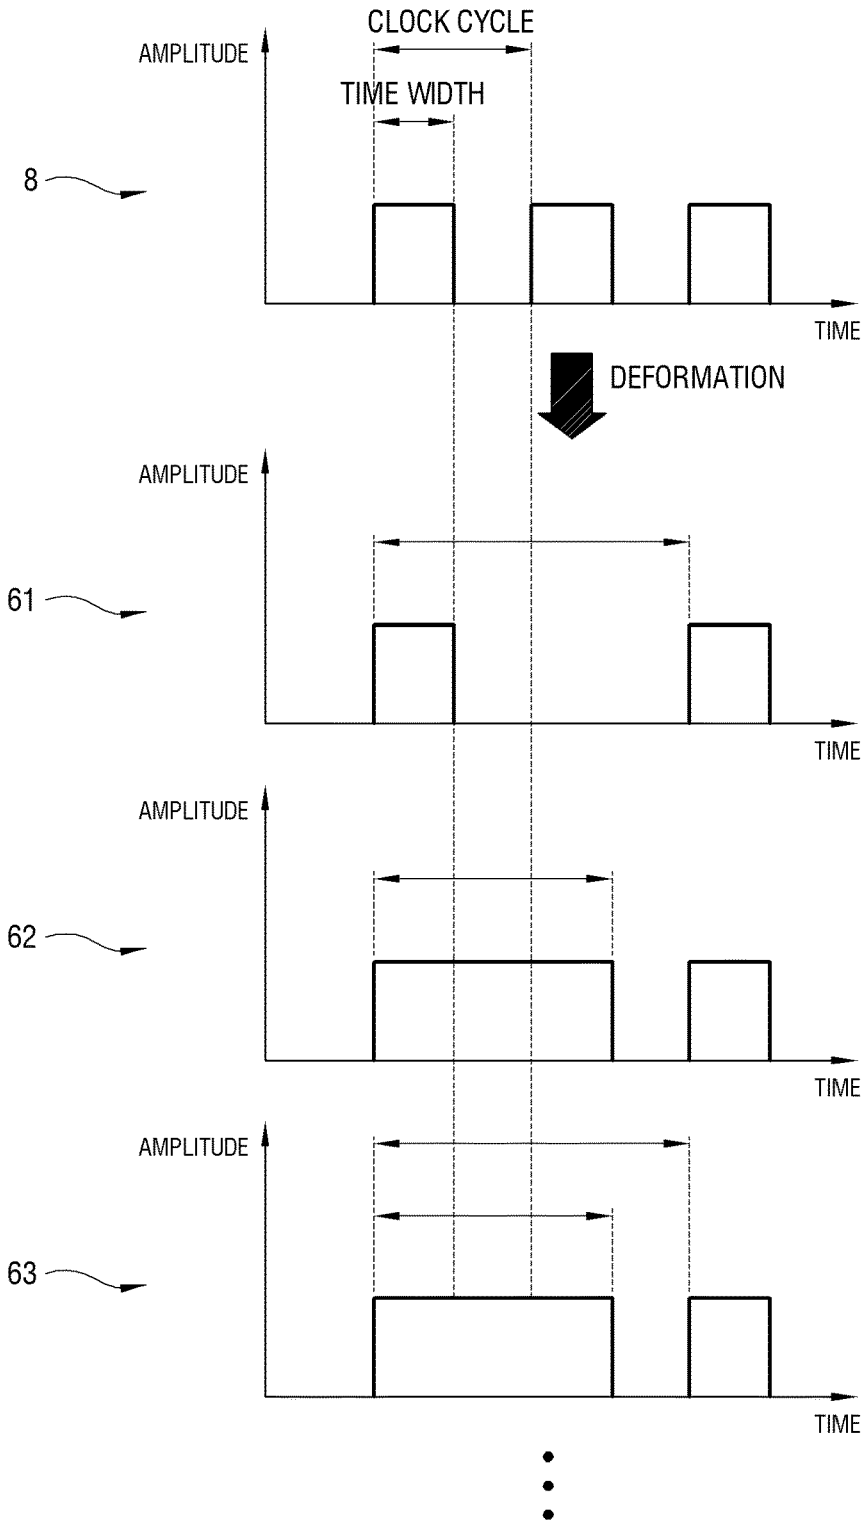 CLOCK CYCLE
AMPLITUDE
TIME WIDTH
8
TIME
DEFORMATION
AMPLITUDE
61
TIME
AMPLITUDE
62
TIME
AMPLITUDE
63
TIME